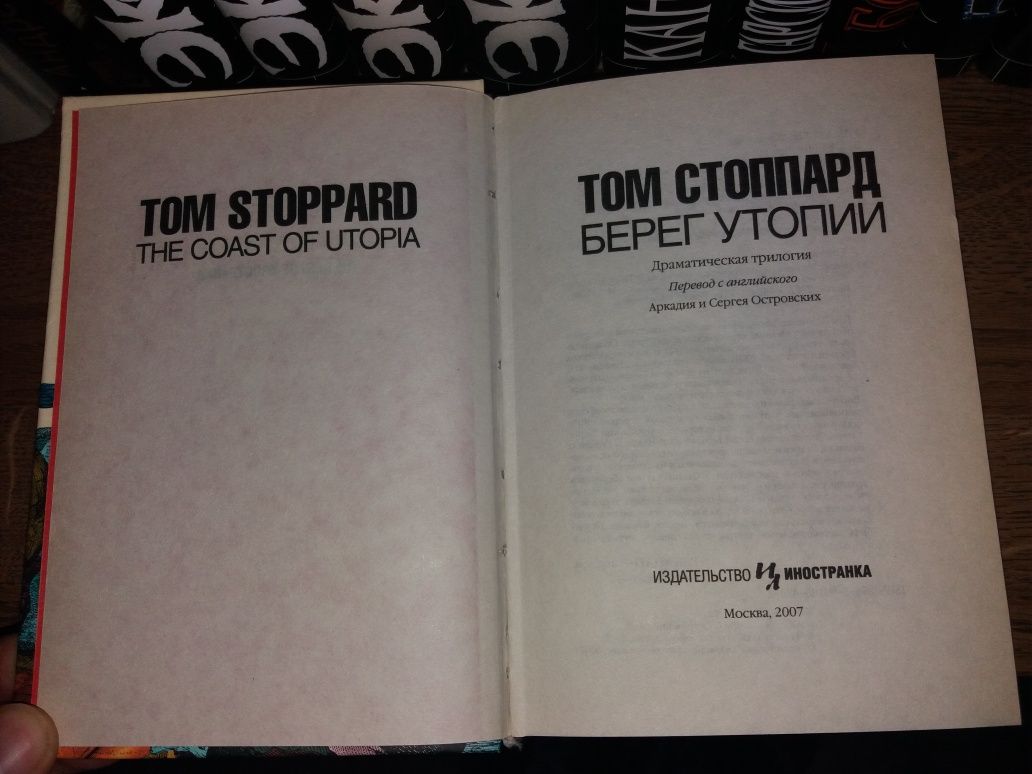 TOM STOPPARD
THE COAST OF UTOPIA
ТОМ СТОППАРД
БЕРЕГ УТОПИИ
Драматическая трилогия
Перевод с английского
Аркадия и Сергея Островских
ИЗДАТЕЛЬСТВО ИЛ ИНОСТРАНКА
Москва, 2007